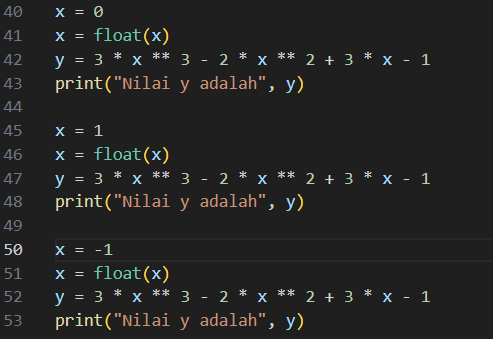 40 x = 0
41 x = float(x)
42 y = 3 * x ** 3 - 2 * x ** 2 + 3 * x - 1
43 print("Nilai y adalah", y)
44
45 x = 1
46 x = float(x)
47 y = 3 * x ** 3 - 2 * x ** 2 + 3 * x - 1
48 print("Nilai y adalah", y)
49
50 x = -1
51 x = float(x)
52 y = 3 * x ** 3 - 2 * x ** 2 + 3 * x - 1
53 print("Nilai y adalah", y)